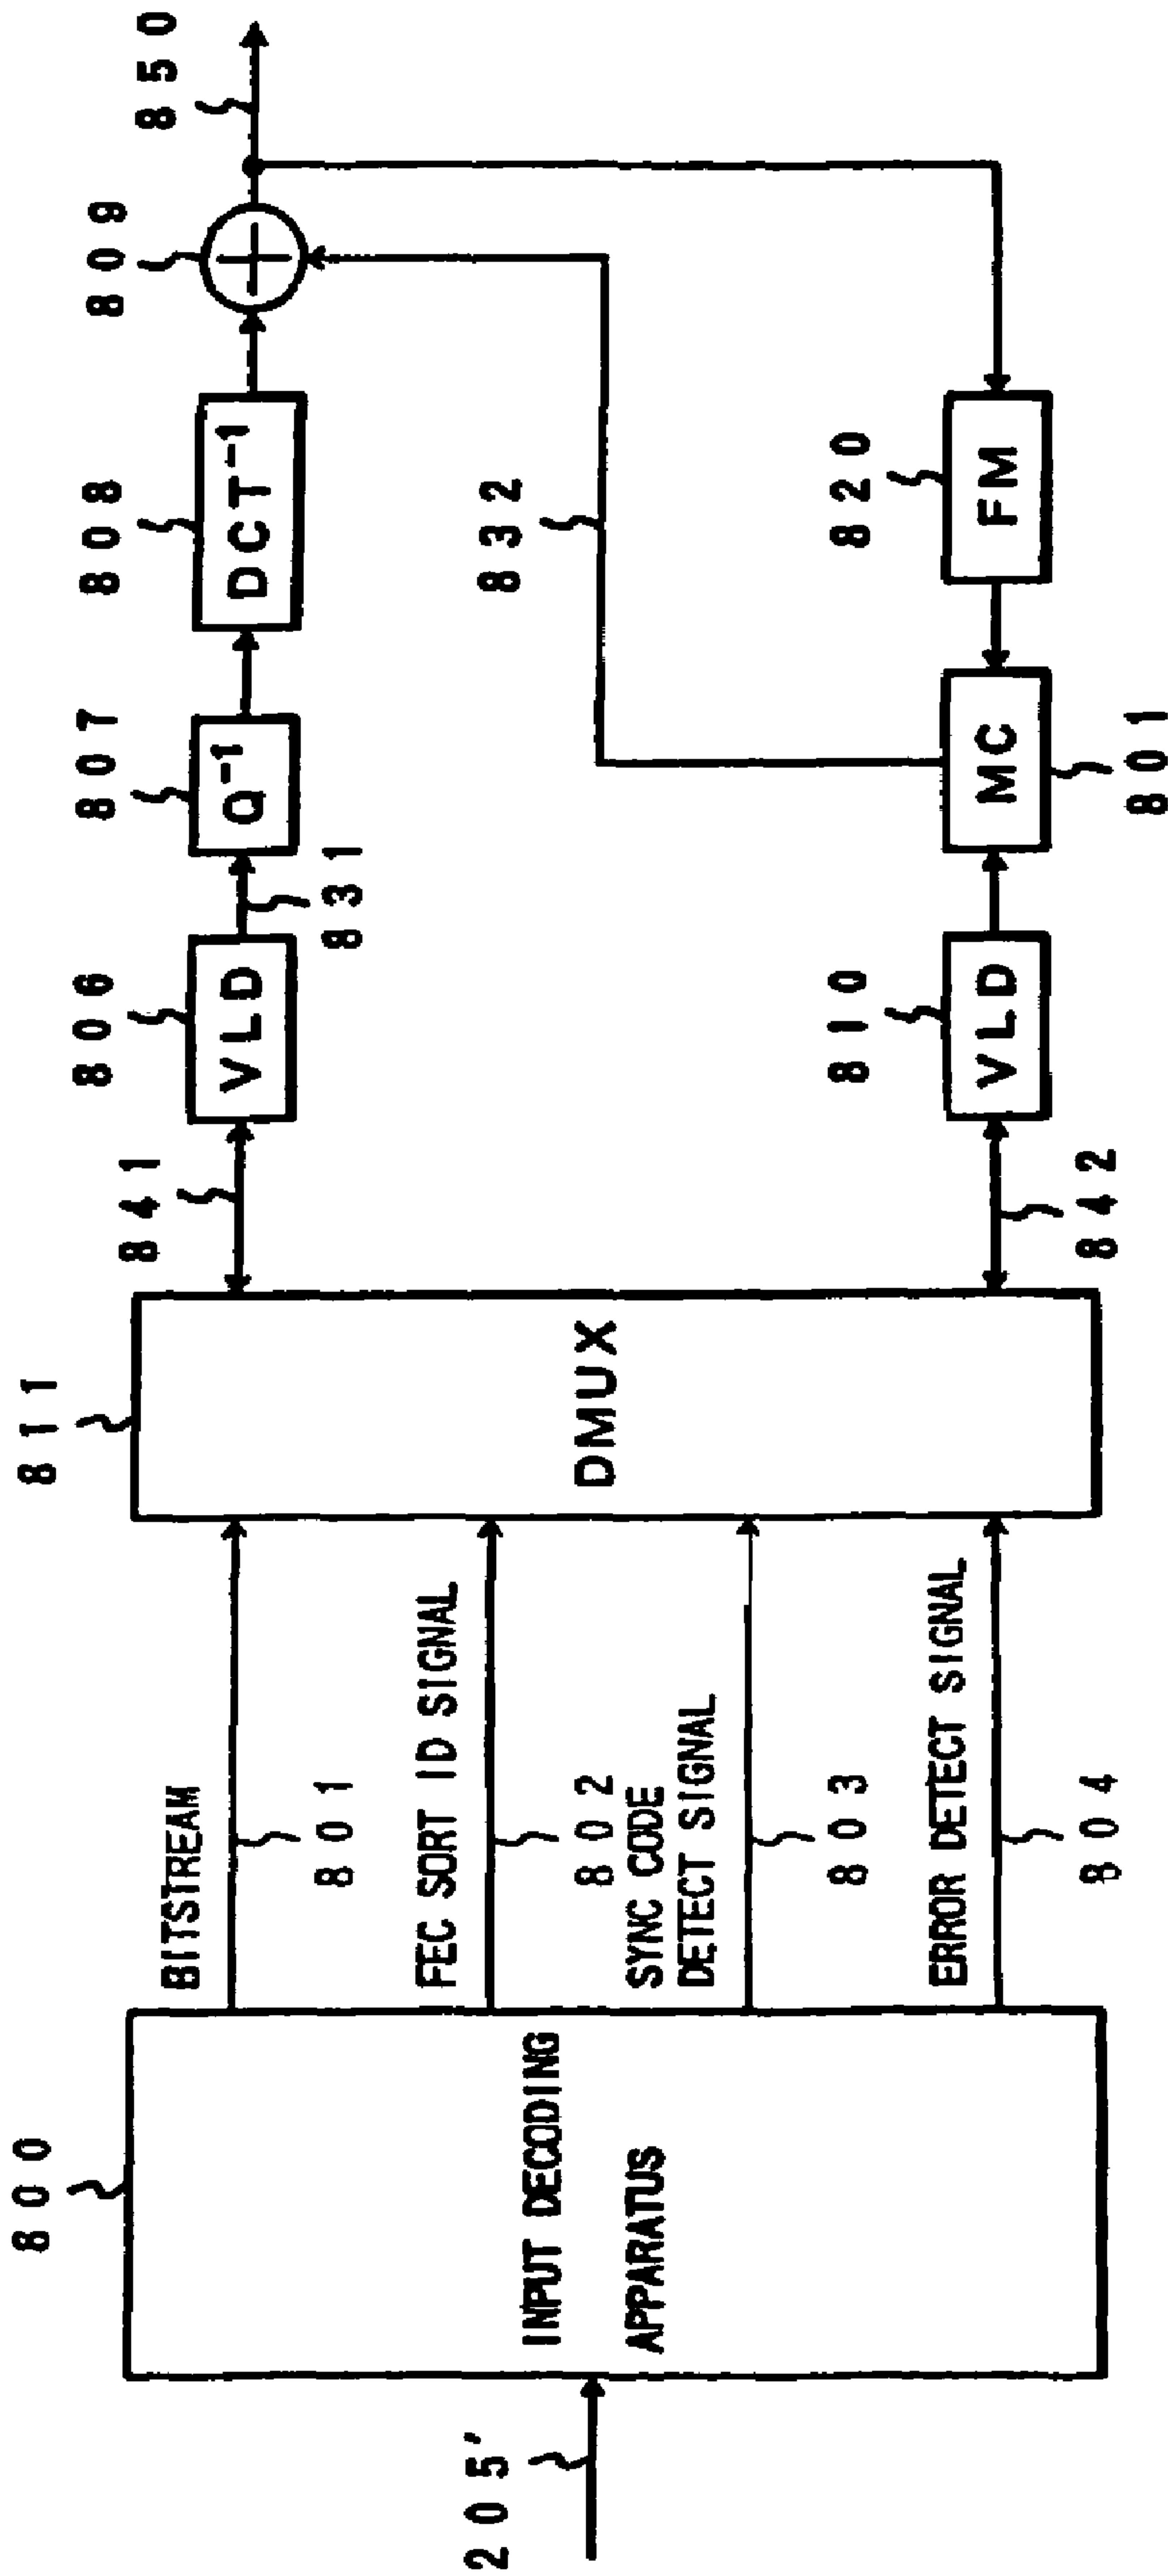 205'
800
INPUT DECODING
APPARATUS
BITSTREAM
801
FEC SORT ID SIGNAL
802
SYNC CODE
DETECT SIGNAL
803
ERROR DETECT SIGNAL
804
811
DMUX
841
806
VLD
831
807
Q⁻¹
808
DCT⁻¹
809
+
850
832
842
810
VLD
MC
801
820
FM